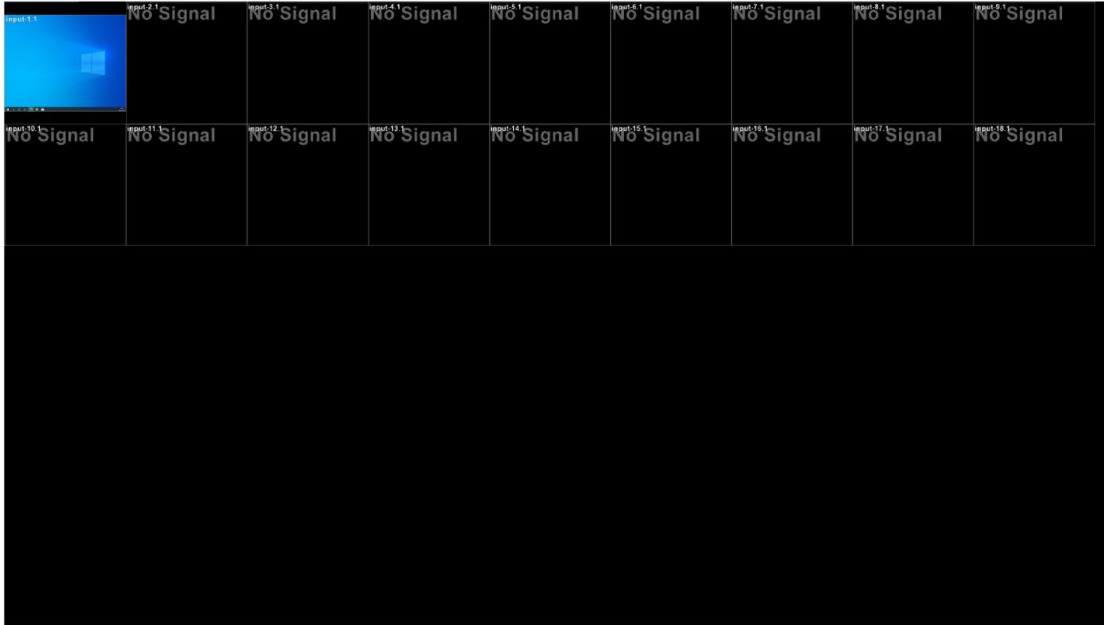 input-1.1
input-2.1
No Signal
input-3.1
No Signal
input-4.1
No Signal
input-5.1
No Signal
input-6.1
No Signal
input-7.1
No Signal
input-8.1
No Signal
input-9.1
No Signal
input-10.1
No Signal
input-11.1
No Signal
input-12.1
No Signal
input-13.1
No Signal
input-14.1
No Signal
input-15.1
No Signal
input-16.1
No Signal
input-17.1
No Signal
input-18.1
No Signal